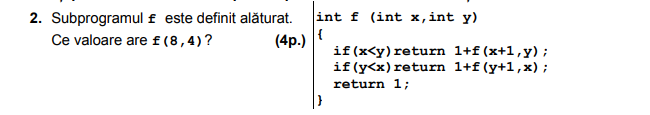 2. Subprogramul f este definit alăturat.
Ce valoare are f(8,4)? (4p.)
int f (int x,int y)
{
if(x<y)return 1+f(x+1,y);
if(y<x)return 1+f(y+1,x);
return 1;
}